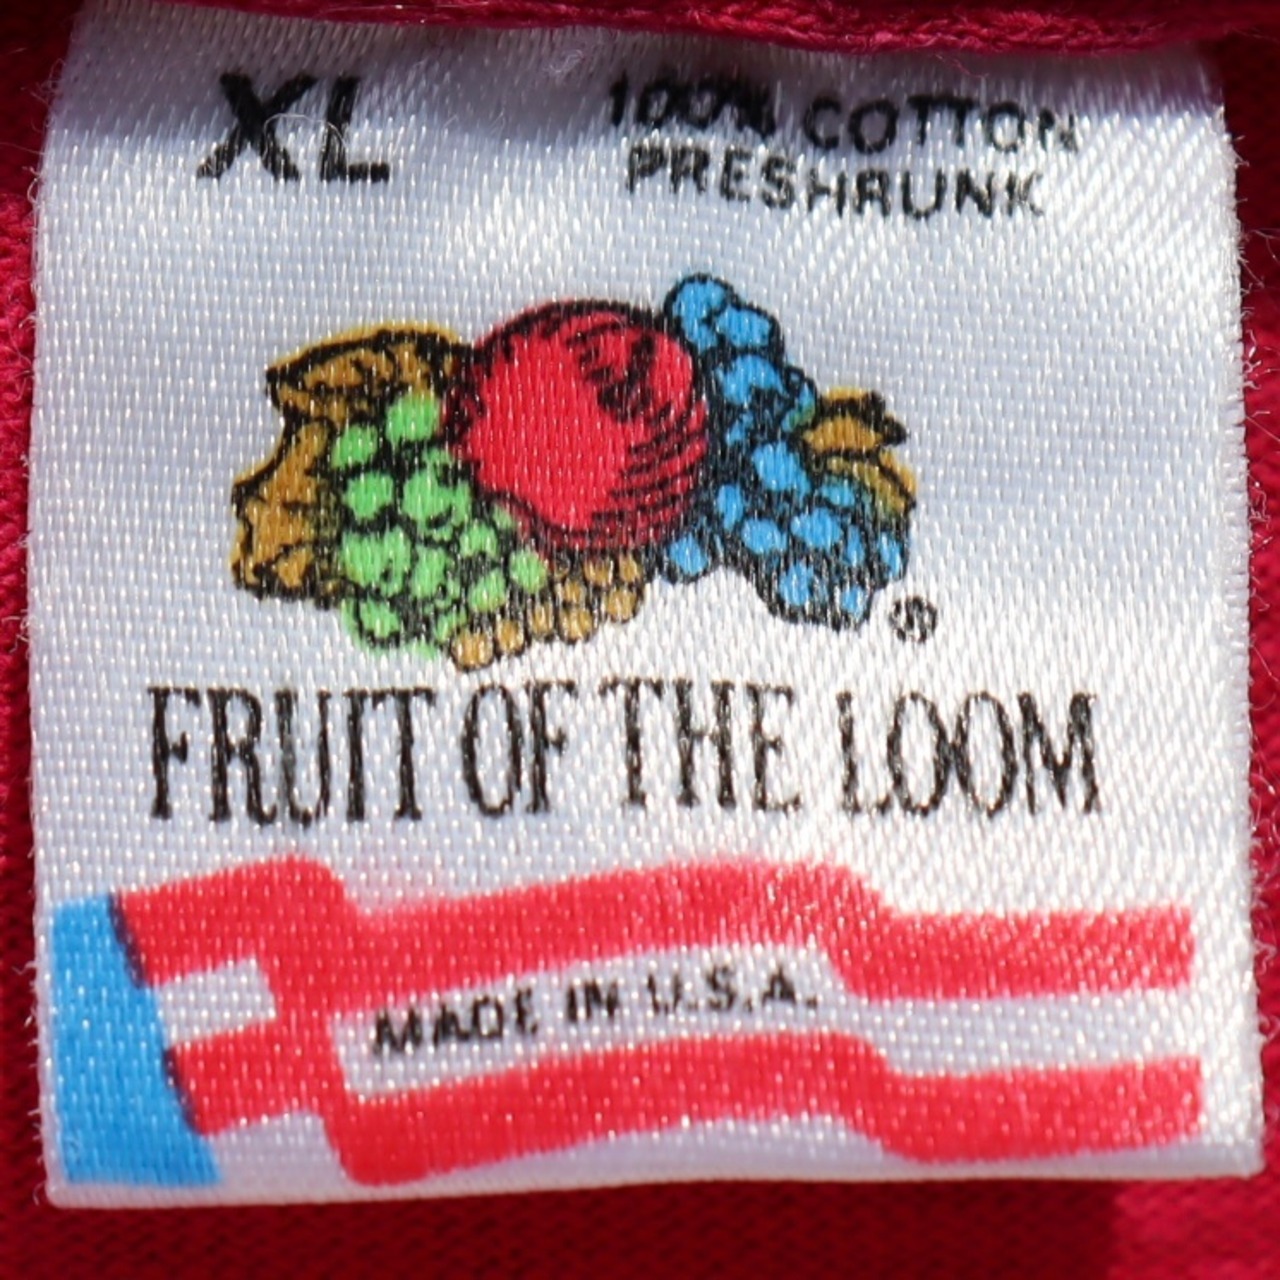 XL
100% COTTON
PRESHRUNK
®
FRUIT OF THE LOOM
MADE IN U.S.A.